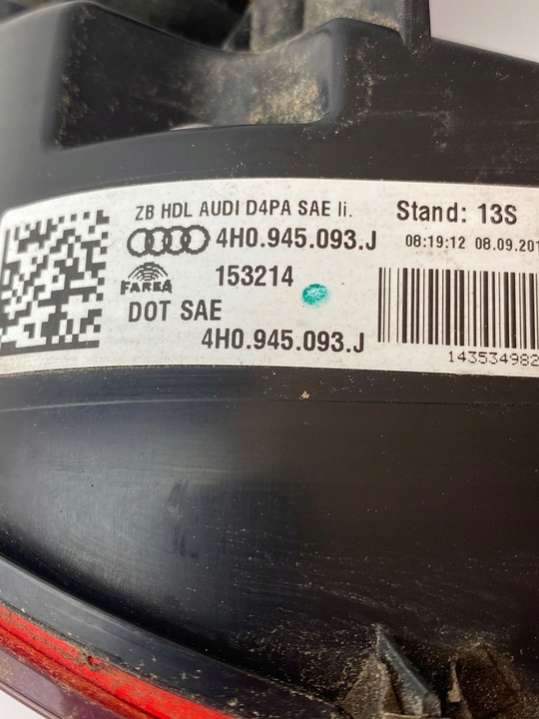 ZB HDL AUDI D4PA SAE li.
Stand: 13S
4H0.945.093.J
08:19:12 08.09.201
FARBA
153214
DOT SAE
4H0.945.093.J
143534982